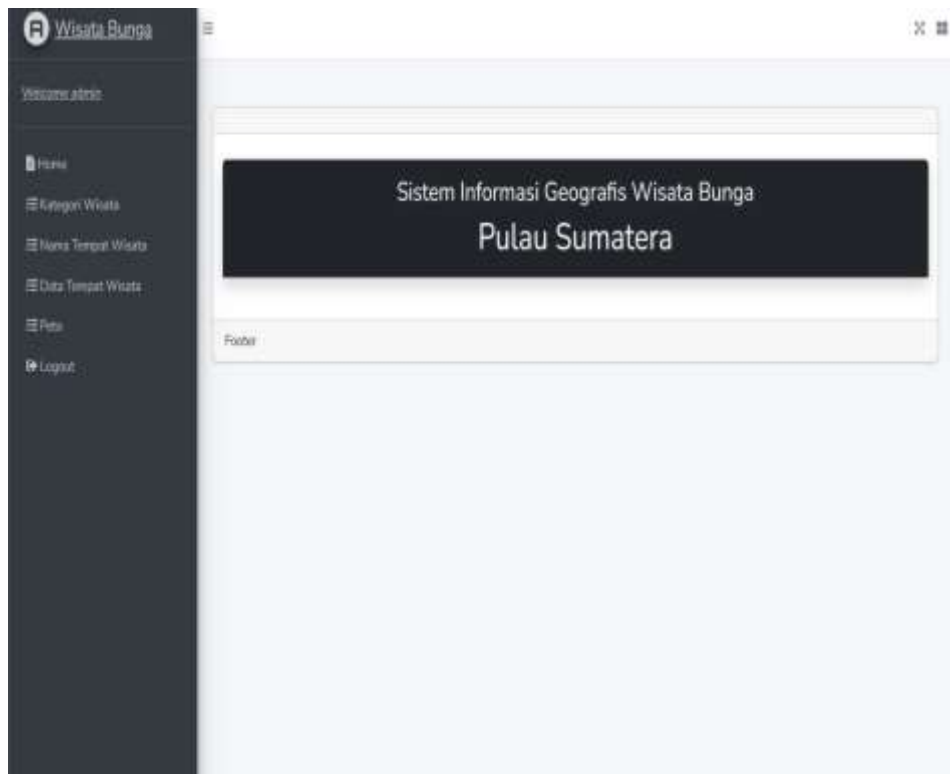 Wisata Bunga
Welcome admin
Home
Kategori Wisata
Nama Tempat Wisata
Data Tempat Wisata
Peta
Logout
Sistem Informasi Geografis Wisata Bunga
Pulau Sumatera
Footer